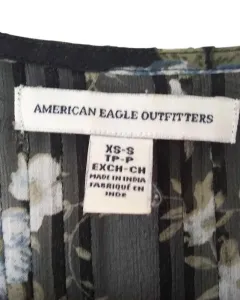 AMERICAN EAGLE OUTFITTERS
XS-S
TP-P
EXCH-CH
MADE IN INDIA
FABRIQUÉ EN
INDE